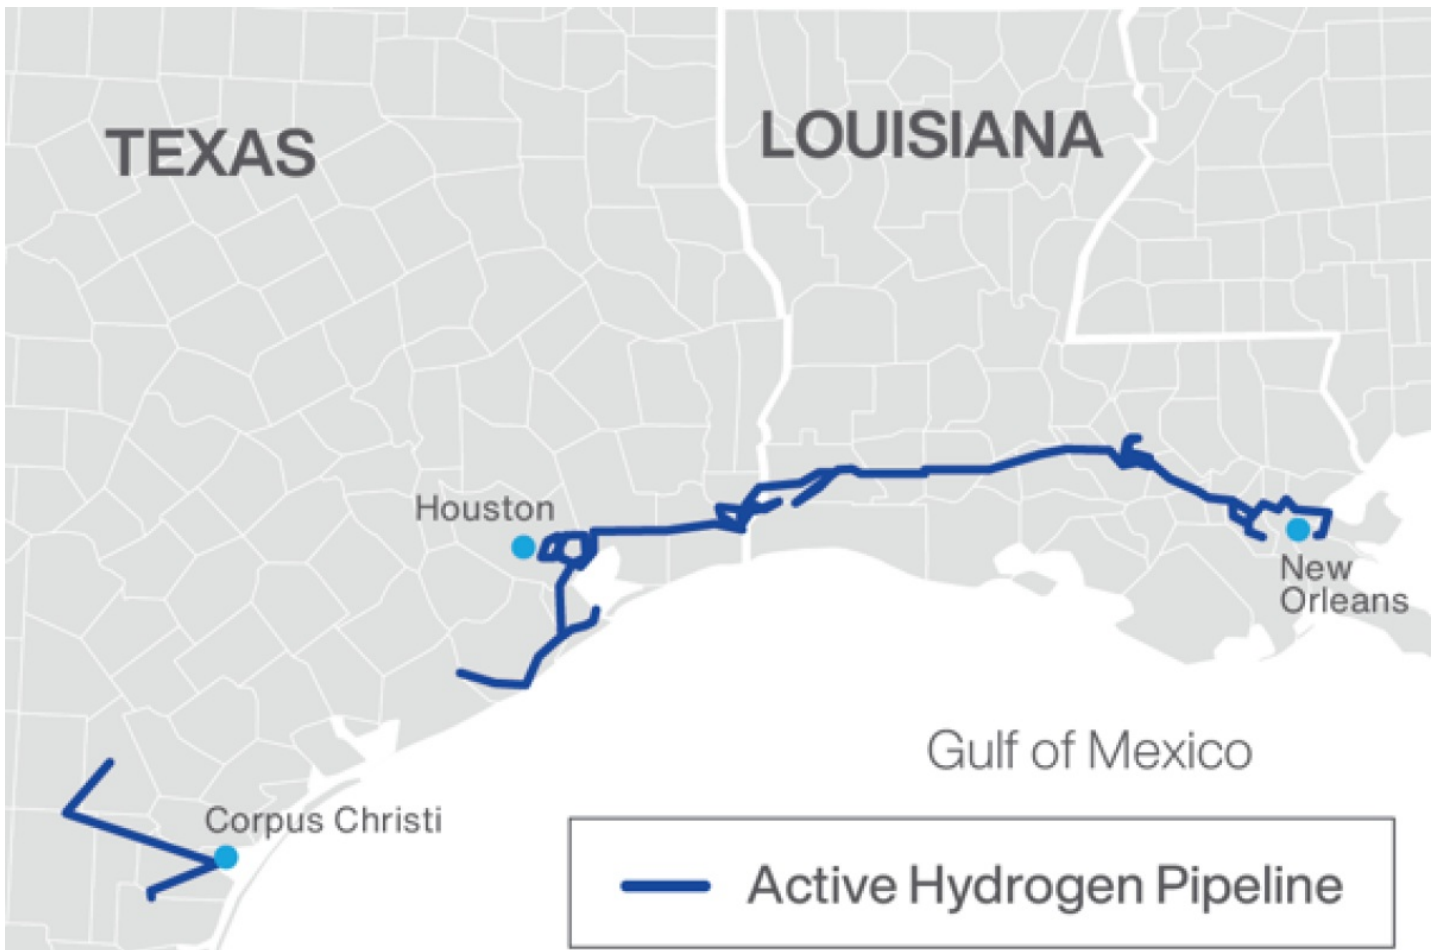 TEXAS
LOUISIANA
Houston
New
Orleans
Gulf of Mexico
Corpus Christi
Active Hydrogen Pipeline